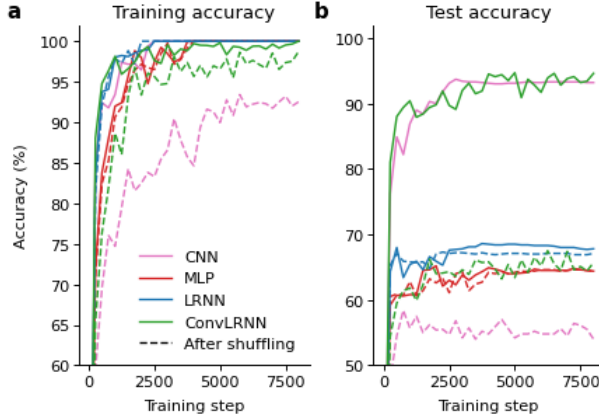 a Training accuracy
100
95
90
85
80
75
70
65
60
Accuracy (%)
CNN
MLP
LRNN
ConvLRNN
After shuffling
0 2500 5000 7500
Training step
b Test accuracy
100
90
80
70
60
50
0 2500 5000 7500
Training step